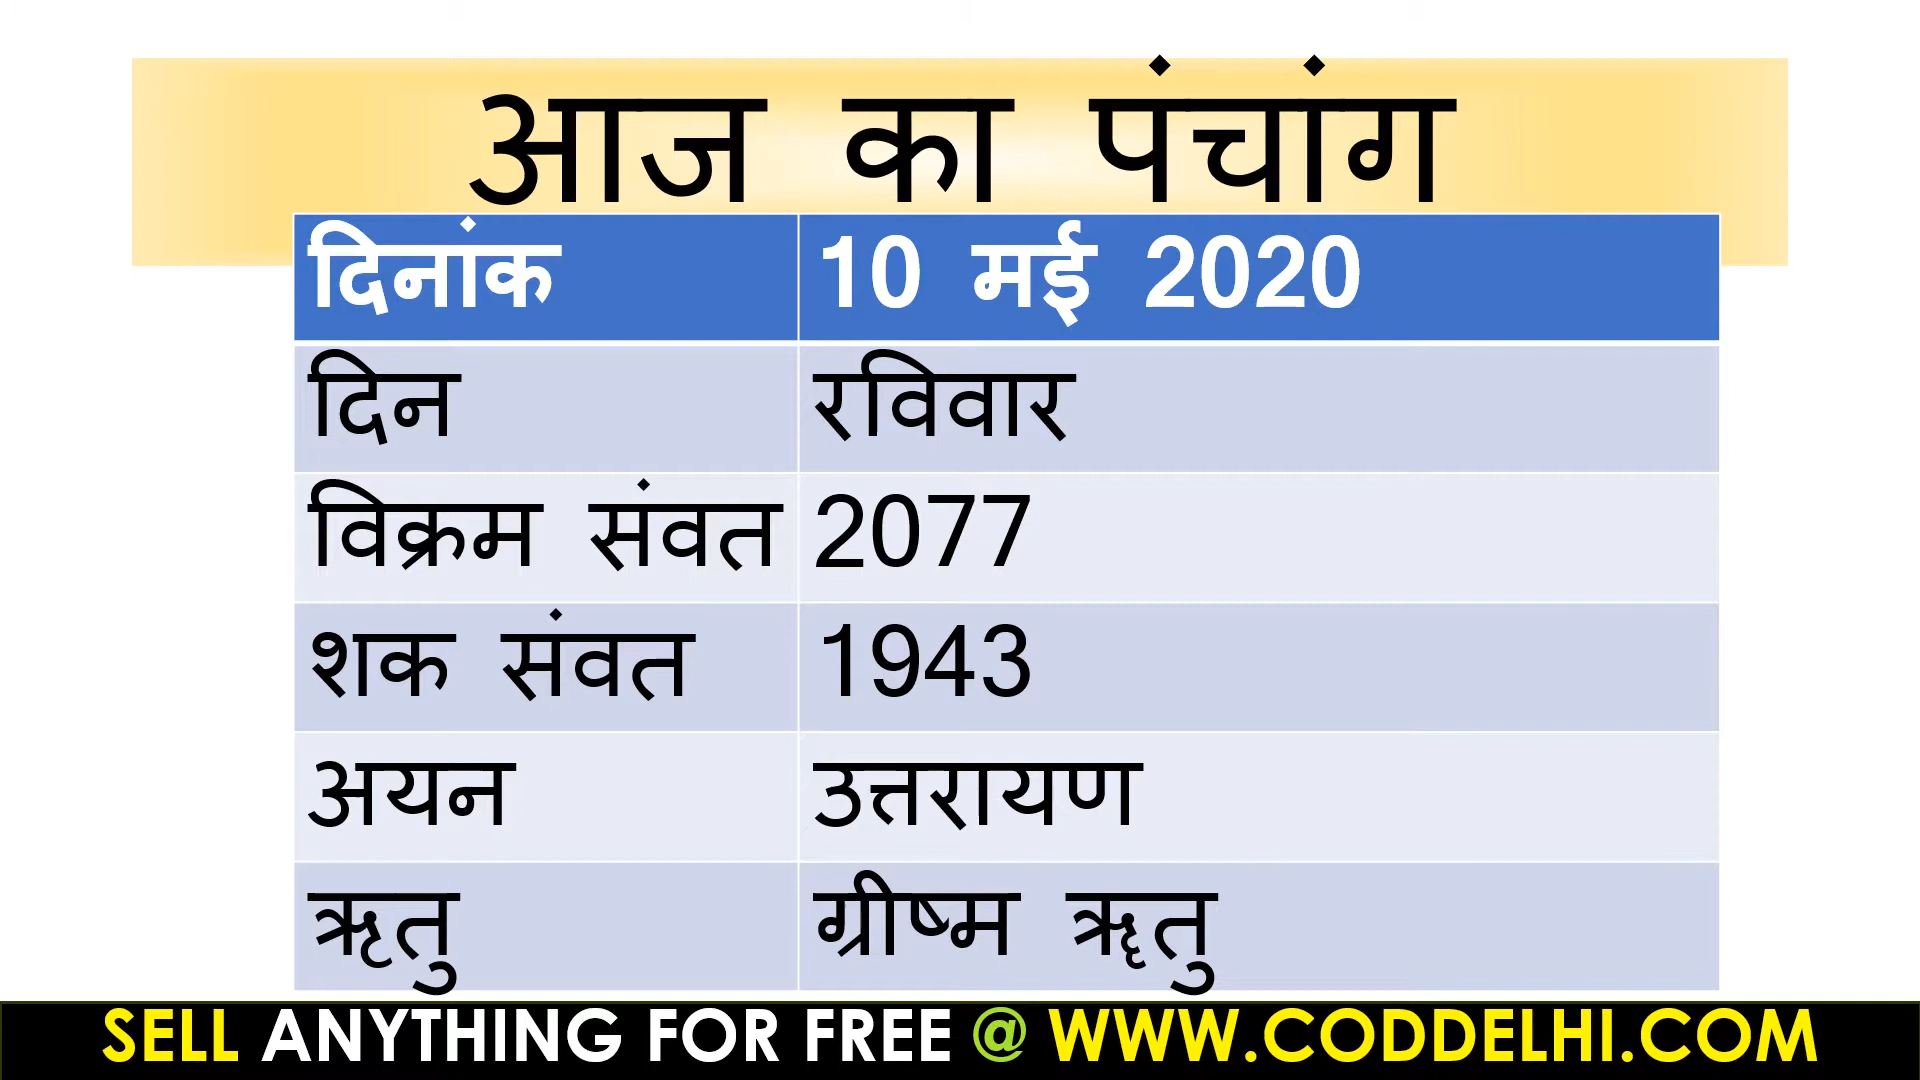 आज का पंचांग
दिनांक 10 मई 2020
दिन रविवार
विक्रम संवत 2077
शक संवत 1943
अयन उत्तरायण
ऋतु ग्रीष्म ॠतु
SELL ANYTHING FOR FREE @ WWW.CODDELHI.COM